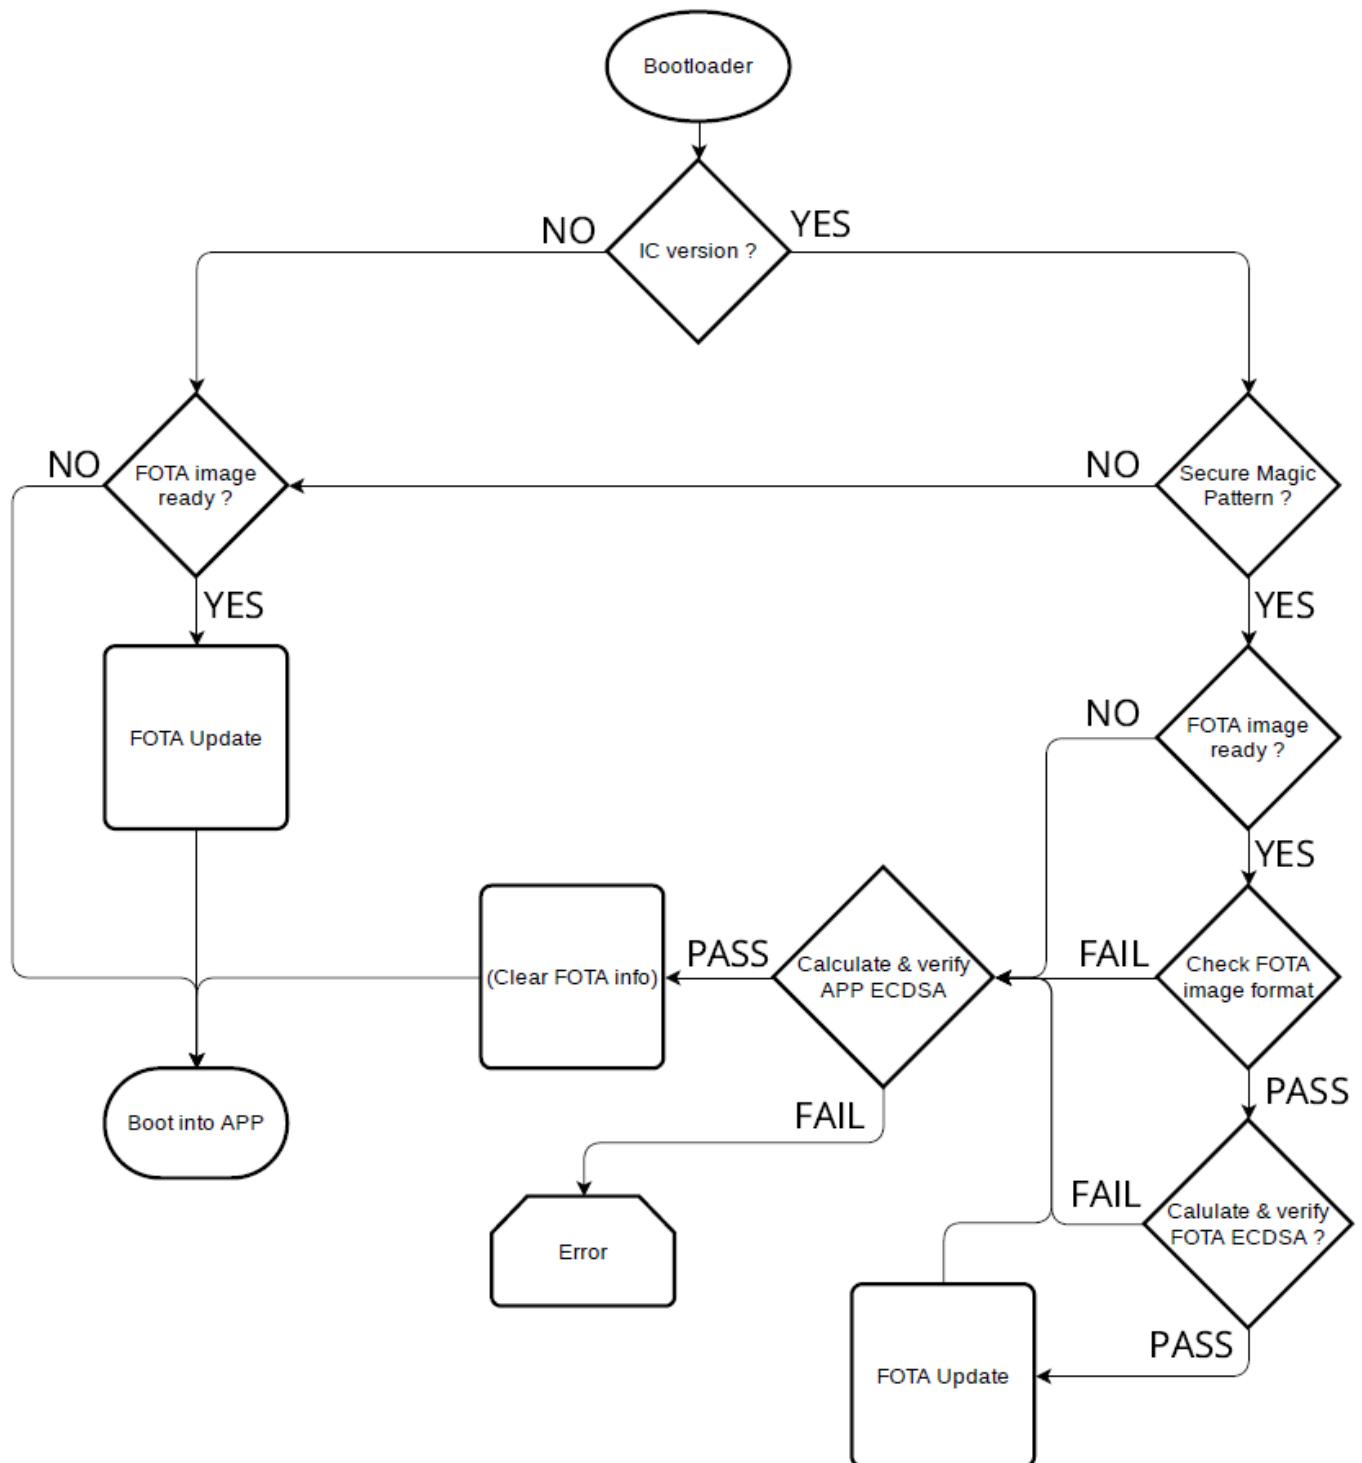 Bootloader
NO
YES
IC version ?
NO
FOTA image
ready ?
NO
Secure Magic
Pattern ?
YES
YES
FOTA Update
NO
FOTA image
ready ?
YES
(Clear FOTA info)
PASS
Calculate & verify
APP ECDSA
FAIL
Check FOTA
image format
PASS
Boot into APP
FAIL
Error
FAIL
Calulate & verify
FOTA ECDSA ?
PASS
FOTA Update